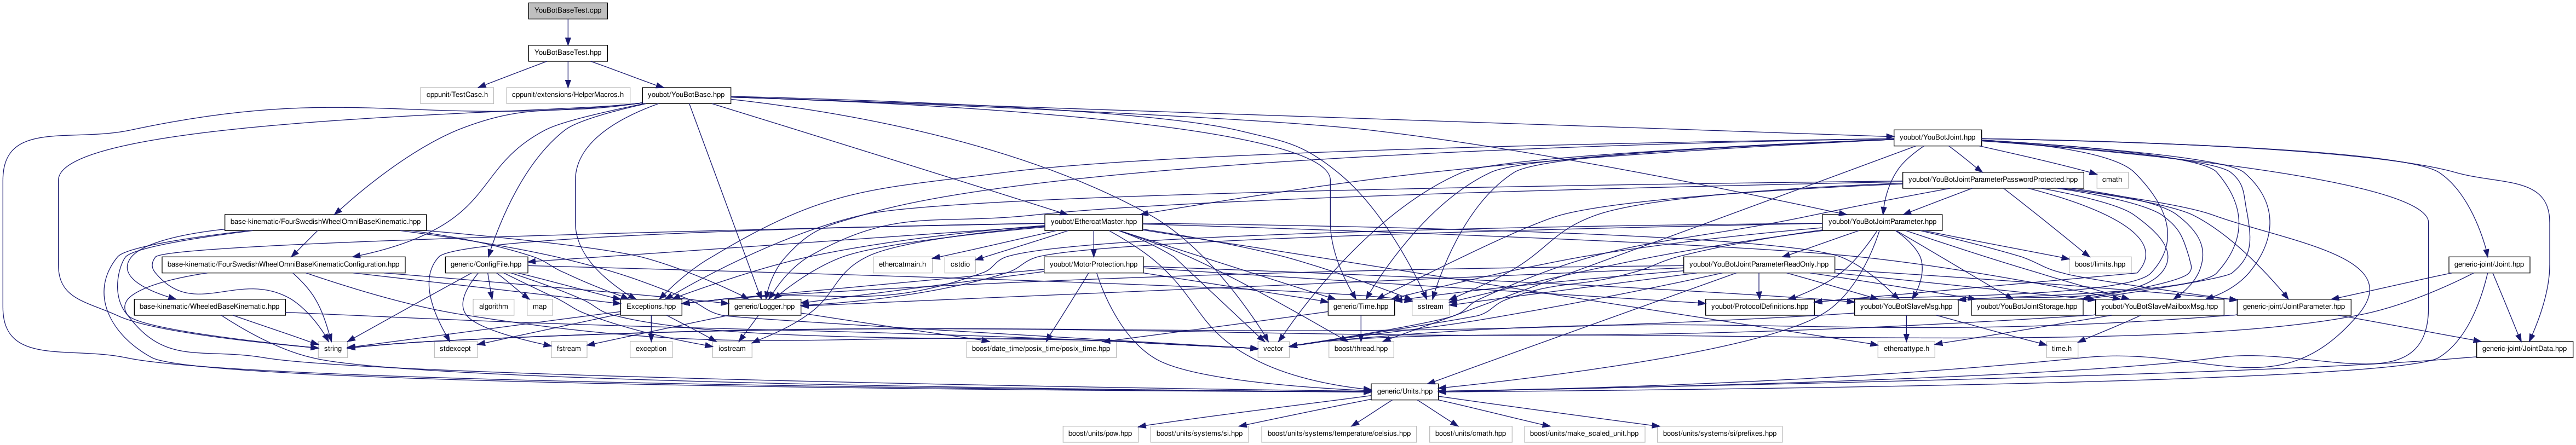 YouBotBaseTest.cpp
YouBotBaseTest.hpp
cppunit/TestCase.h
cppunit/extensions/HelperMacros.h
youbot/YouBotBase.hpp
youbot/YouBotJoint.hpp
cmath
youbot/YouBotJointParameterPasswordProtected.hpp
base-kinematic/FourSwedishWheelOmniBaseKinematic.hpp
youbot/EthercatMaster.hpp
youbot/YouBotJointParameter.hpp
base-kinematic/FourSwedishWheelOmniBaseKinematicConfiguration.hpp
generic/ConfigFile.hpp
ethercatmain.h
cstdio
youbot/MotorProtection.hpp
youbot/YouBotJointParameterReadOnly.hpp
boost/limits.hpp
generic-joint/Joint.hpp
base-kinematic/WheeledBaseKinematic.hpp
algorithm
map
Exceptions.hpp
generic/Logger.hpp
generic/Time.hpp
sstream
youbot/ProtocolDefinitions.hpp
youbot/YouBotSlaveMsg.hpp
youbot/YouBotJointStorage.hpp
youbot/YouBotSlaveMailboxMsg.hpp
generic-joint/JointParameter.hpp
string
stdexcept
fstream
exception
iostream
boost/date_time/posix_time/posix_time.hpp
vector
boost/thread.hpp
ethercattype.h
time.h
generic-joint/JointData.hpp
generic/Units.hpp
boost/units/pow.hpp
boost/units/systems/si.hpp
boost/units/systems/temperature/celsius.hpp
boost/units/cmath.hpp
boost/units/make_scaled_unit.hpp
boost/units/systems/si/prefixes.hpp